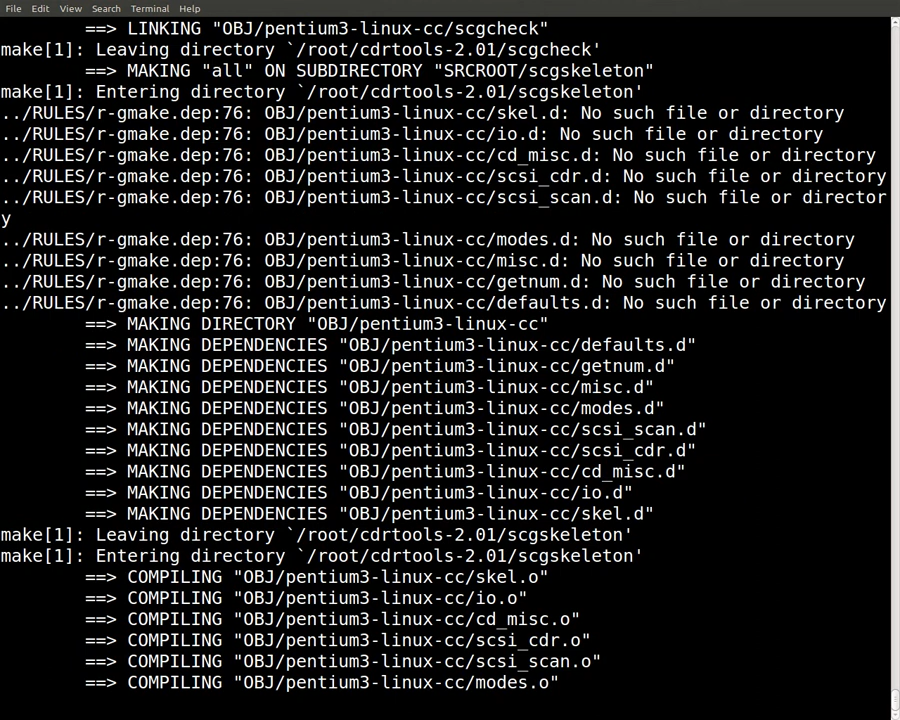 File Edit View Search Terminal Help
==> LINKING "OBJ/pentium3-linux-cc/scgcheck"
make[1]: Leaving directory `/root/cdrtools-2.01/scgcheck'
==> MAKING "all" ON SUBDIRECTORY "SRCROOT/scgskeleton"
make[1]: Entering directory `/root/cdrtools-2.01/scgskeleton'
../RULES/r-gmake.dep:76: OBJ/pentium3-linux-cc/skel.d: No such file or directory
../RULES/r-gmake.dep:76: OBJ/pentium3-linux-cc/io.d: No such file or directory
../RULES/r-gmake.dep:76: OBJ/pentium3-linux-cc/cd_misc.d: No such file or directory
../RULES/r-gmake.dep:76: OBJ/pentium3-linux-cc/scsi_cdr.d: No such file or directory
../RULES/r-gmake.dep:76: OBJ/pentium3-linux-cc/scsi_scan.d: No such file or director
y
../RULES/r-gmake.dep:76: OBJ/pentium3-linux-cc/modes.d: No such file or directory
../RULES/r-gmake.dep:76: OBJ/pentium3-linux-cc/misc.d: No such file or directory
../RULES/r-gmake.dep:76: OBJ/pentium3-linux-cc/getnum.d: No such file or directory
../RULES/r-gmake.dep:76: OBJ/pentium3-linux-cc/defaults.d: No such file or directory
==> MAKING DIRECTORY "OBJ/pentium3-linux-cc"
==> MAKING DEPENDENCIES "OBJ/pentium3-linux-cc/defaults.d"
==> MAKING DEPENDENCIES "OBJ/pentium3-linux-cc/getnum.d"
==> MAKING DEPENDENCIES "OBJ/pentium3-linux-cc/misc.d"
==> MAKING DEPENDENCIES "OBJ/pentium3-linux-cc/modes.d"
==> MAKING DEPENDENCIES "OBJ/pentium3-linux-cc/scsi_scan.d"
==> MAKING DEPENDENCIES "OBJ/pentium3-linux-cc/scsi_cdr.d"
==> MAKING DEPENDENCIES "OBJ/pentium3-linux-cc/cd_misc.d"
==> MAKING DEPENDENCIES "OBJ/pentium3-linux-cc/io.d"
==> MAKING DEPENDENCIES "OBJ/pentium3-linux-cc/skel.d"
make[1]: Leaving directory `/root/cdrtools-2.01/scgskeleton'
make[1]: Entering directory `/root/cdrtools-2.01/scgskeleton'
==> COMPILING "OBJ/pentium3-linux-cc/skel.o"
==> COMPILING "OBJ/pentium3-linux-cc/io.o"
==> COMPILING "OBJ/pentium3-linux-cc/cd_misc.o"
==> COMPILING "OBJ/pentium3-linux-cc/scsi_cdr.o"
==> COMPILING "OBJ/pentium3-linux-cc/scsi_scan.o"
==> COMPILING "OBJ/pentium3-linux-cc/modes.o"